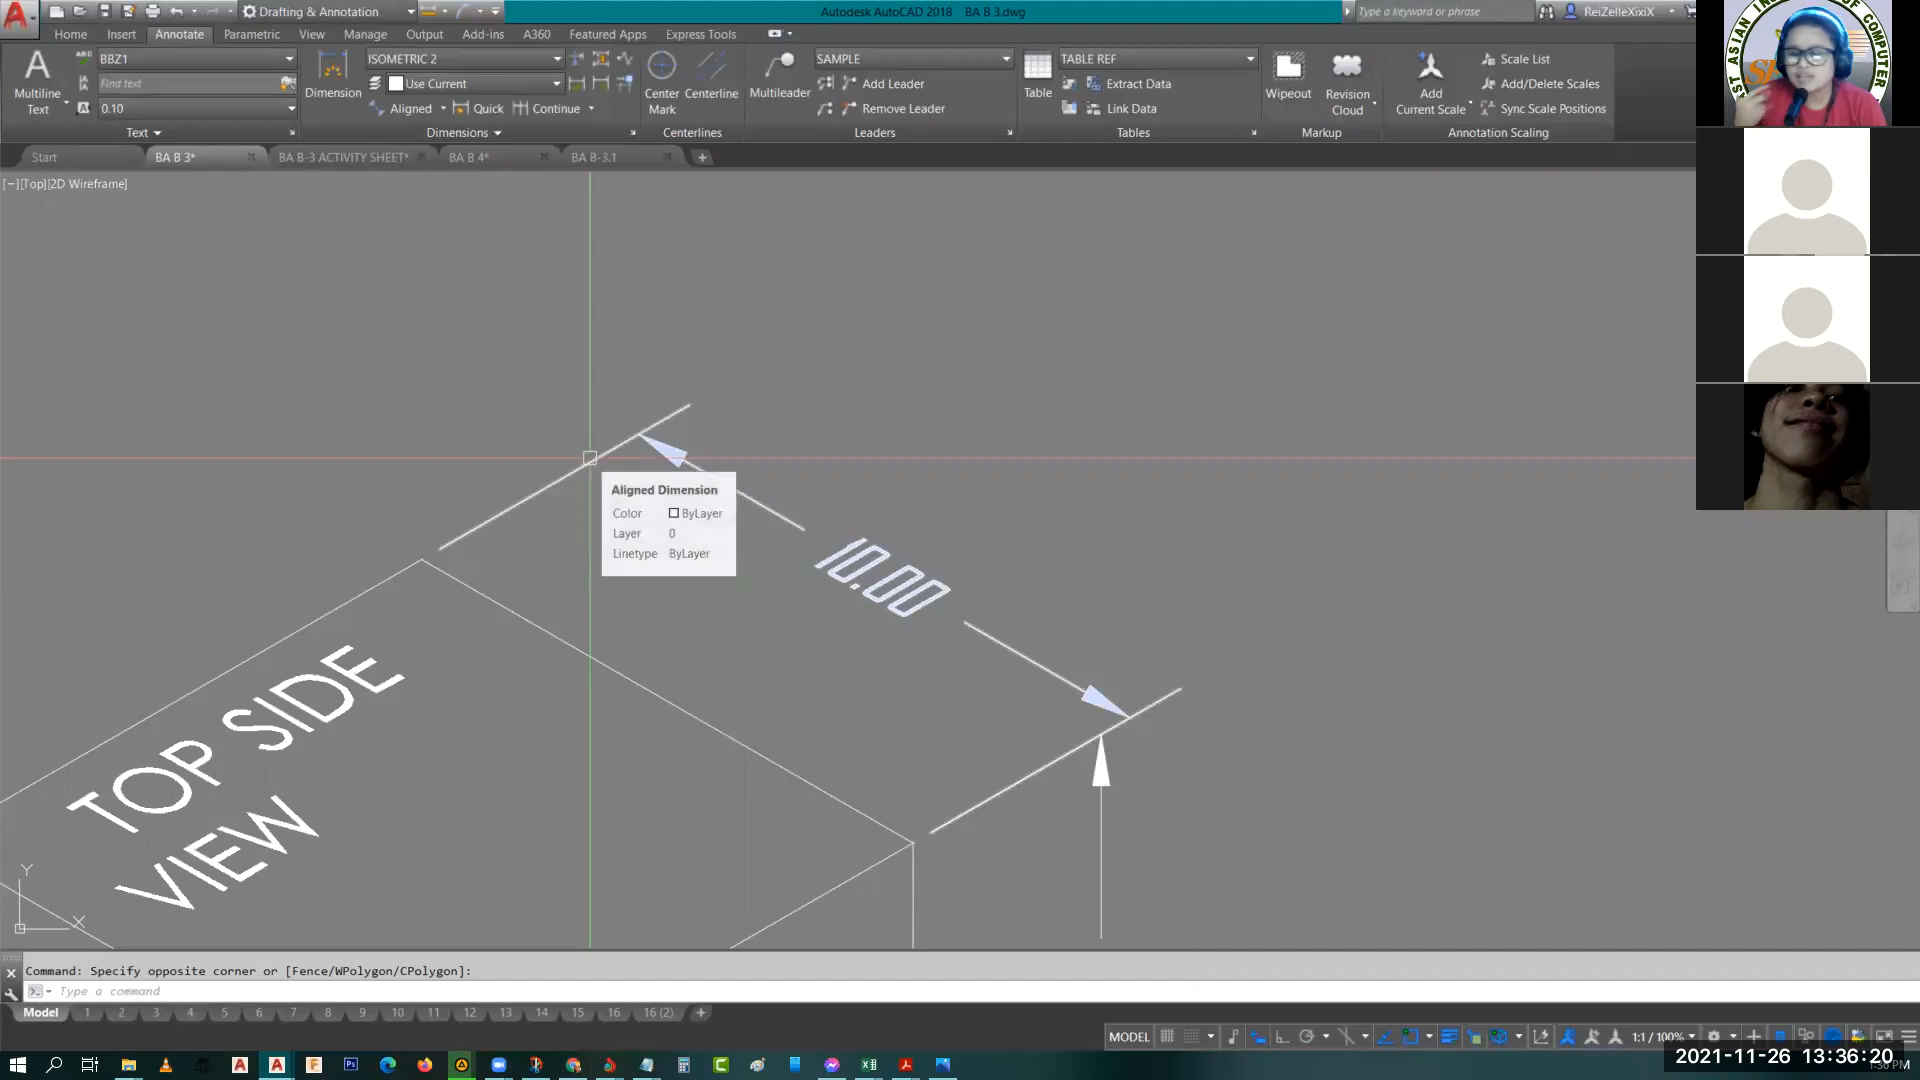 Drafting & Annotation
Autodesk AutoCAD 2018 BA B 3.dwg
Type a keyword or phrase
ReiZelleXixiX
Home Insert Annotate Parametric View Manage Output Add-ins A360 Featured Apps Express Tools
BBZ1
ISOMETRIC 2
SAMPLE
TABLE REF
Scale List
Find text
Use Current
Add Leader
Extract Data
Add/Delete Scales
Multiline
Text
Dimension
Center
Mark
Centerline
Multileader
Table
Wipeout
Revision
Cloud
Add
Current Scale
0.10
Aligned Quick Continue
Remove Leader
Link Data
Sync Scale Positions
Text Dimensions Centerlines Leaders Tables Markup Annotation Scaling
Start BA B 3* BA B-3 ACTIVITY SHEET* BA B 4* BA B-3.1
[−][Top][2D Wireframe]
Aligned Dimension
Color ByLayer
Layer 0
Linetype ByLayer
10.00
TOP SIDE
VIEW
Y
X
Command: Specify opposite corner or [Fence/WPolygon/CPolygon]:
Type a command
Model 1 2 3 4 5 6 7 8 9 10 11 12 13 14 15 16 16 (2)
MODEL
1:1 / 100%
2021-11-26 13:36:20